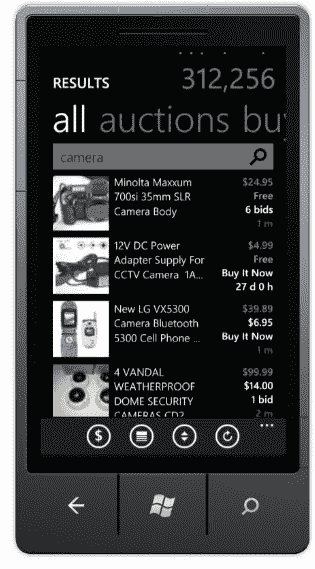 RESULTS 312,256
all auctions buy
camera
Minolta Maxxum $24.95
700si 35mm SLR Free
Camera Body 6 bids
1 m
12V DC Power $4.99
Adapter Supply For Free
CCTV Camera 1A... Buy It Now
27 d 0 h
New LG VX5300 $39.89
Camera Bluetooth $6.95
5300 Cell Phone ... Buy It Now
1 m
4 VANDAL $99.99
WEATHERPROOF $14.00
DOME SECURITY 1 bid
CAMERAS CD2 2 m
$
...